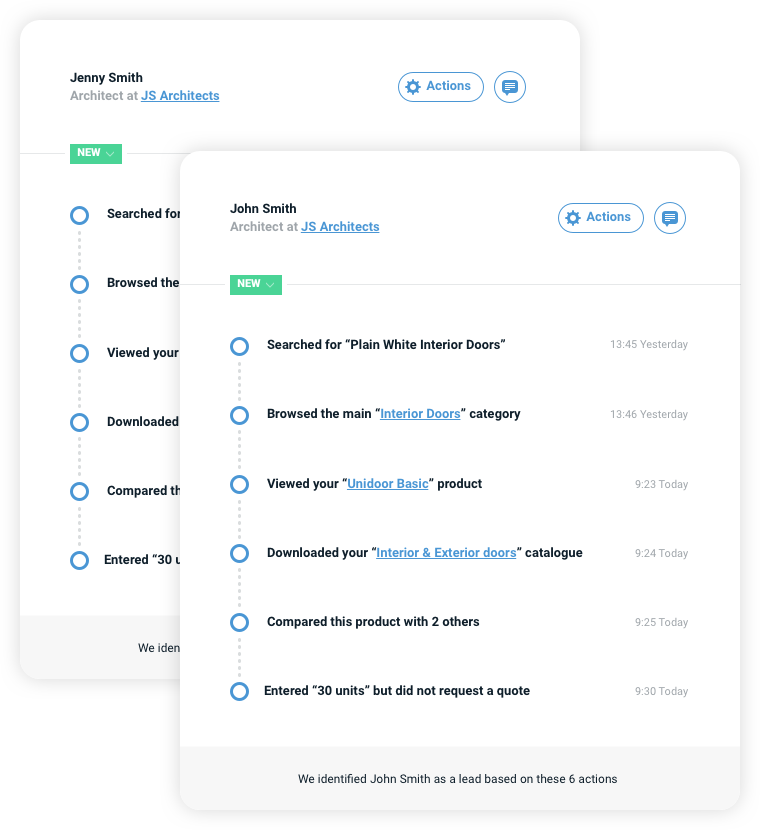 Jenny Smith
Actions
Architect at JS Architects
NEW
Searched for
Browsed the
Viewed your
Downloaded
Compared th
Entered “30 u
We iden
John Smith
Actions
Architect at JS Architects
NEW
Searched for “Plain White Interior Doors” 13:45 Yesterday
Browsed the main “Interior Doors” category 13:46 Yesterday
Viewed your “Unidoor Basic” product 9:23 Today
Downloaded your “Interior & Exterior doors” catalogue 9:24 Today
Compared this product with 2 others 9:25 Today
Entered “30 units” but did not request a quote 9:30 Today
We identified John Smith as a lead based on these 6 actions